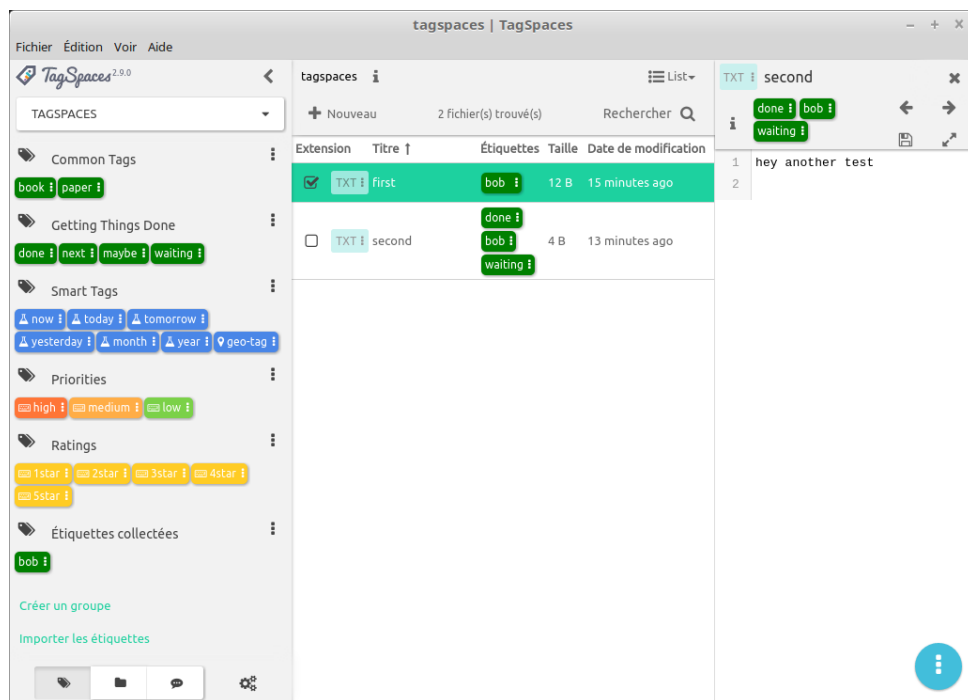 tagspaces | TagSpaces
Fichier Édition Voir Aide
TagSpaces 2.9.0
TAGSPACES
Common Tags
book paper
Getting Things Done
done next maybe waiting
Smart Tags
now today tomorrow
yesterday month year geo-tag
Priorities
high medium low
Ratings
1star 2star 3star 4star
5star
Étiquettes collectées
bob
Créer un groupe
Importer les étiquettes
tagspaces List
Nouveau 2 fichier(s) trouvé(s) Rechercher
Extension Titre Étiquettes Taille Date de modification
TXT first bob 12 B 15 minutes ago
done
TXT second bob 4 B 13 minutes ago
waiting
TXT second
done bob
waiting
1 hey another test
2